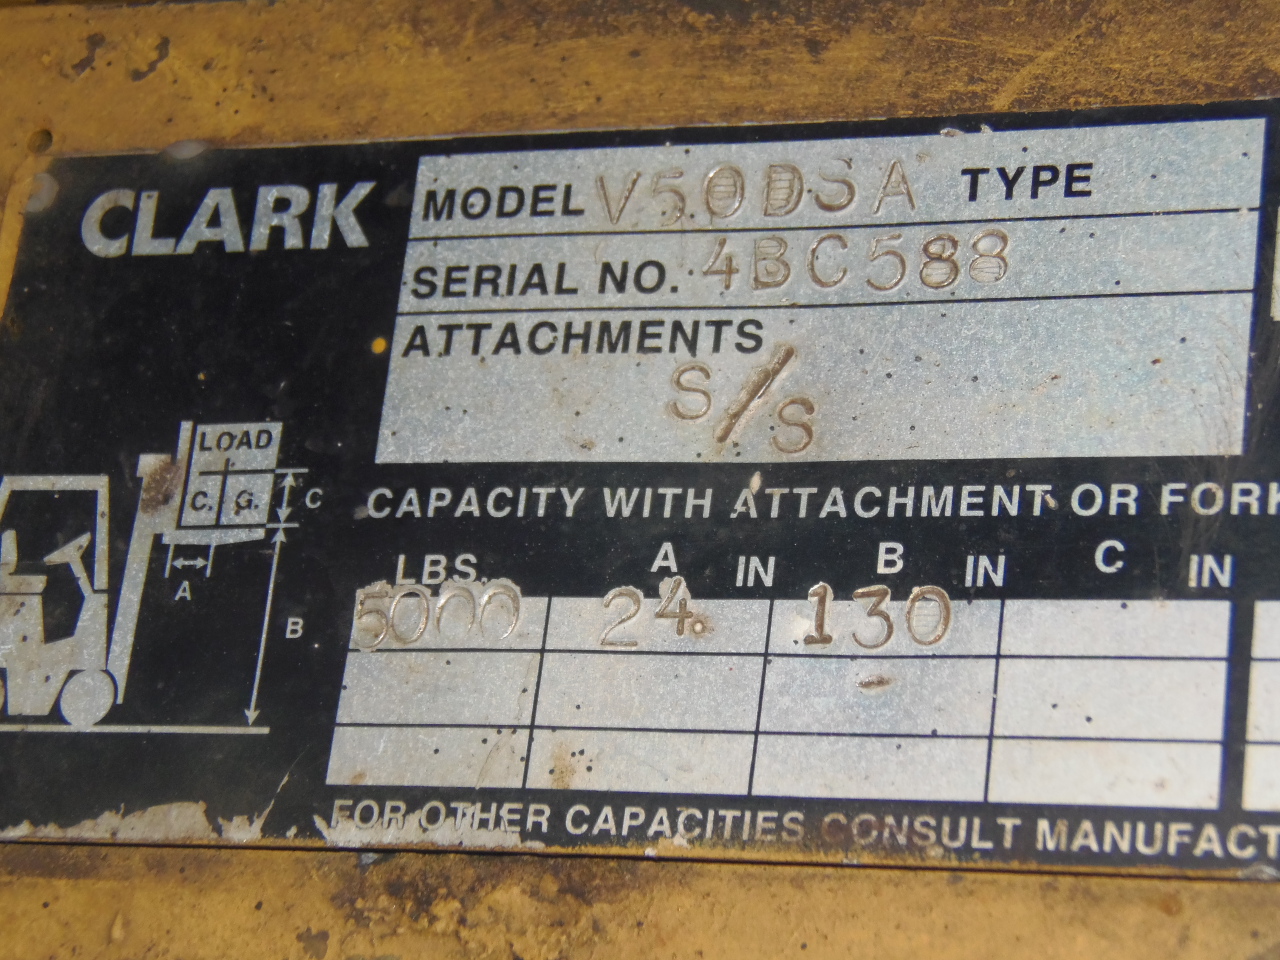 CLARK
MODEL V50DSA TYPE
SERIAL NO. 4BC588
ATTACHMENTS
S/S
LOAD
C. G.
C
A
B
CAPACITY WITH ATTACHMENT OR FORK
LBS. A IN B IN C IN
5000 24. 130
FOR OTHER CAPACITIES CONSULT MANUFACT